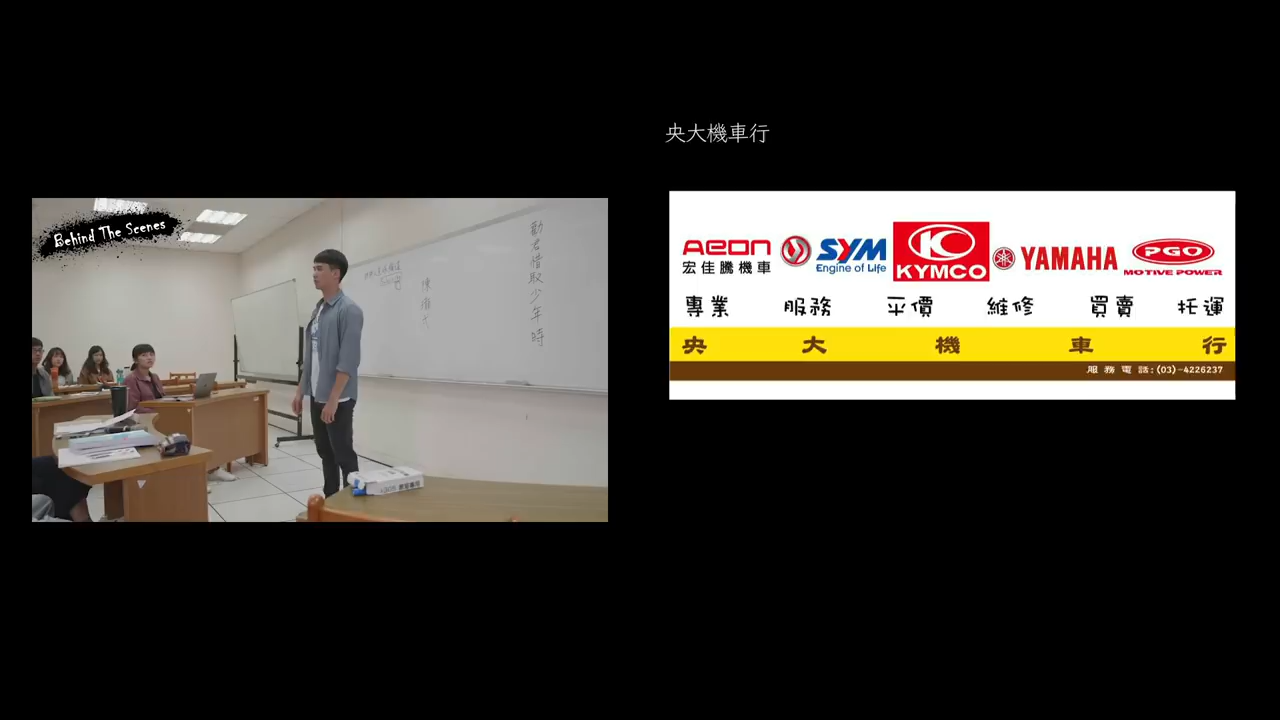 Behind The Scenes
勸君惜取少年時
央大機車行
AEON
宏佳騰機車
SYM
Engine of Life
KYMCO
YAMAHA
PGO
MOTIVE POWER
專業 服務 平價 維修 買賣 托運
央大機車行
服務電話:(03)-4226237